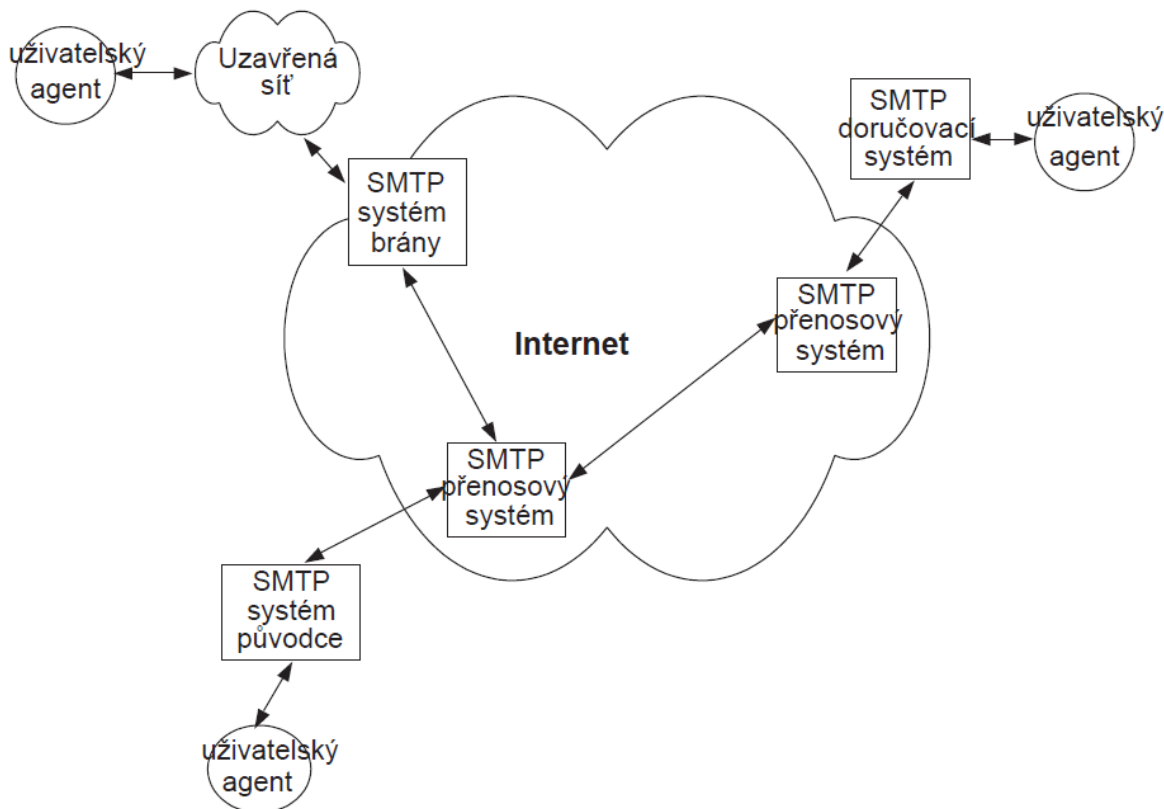 uživatelský
agent
Uzavřená
síť
SMTP
systém
brány
SMTP
doručovací
systém
uživatelský
agent
SMTP
přenosový
systém
Internet
SMTP
přenosový
systém
SMTP
systém
původce
uživatelský
agent